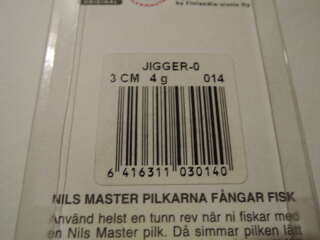 ORIGINAL
by Finlandia-uistin Oy
JIGGER-0
3 CM 4 g 014
6 416311 030140
NILS MASTER PILKARNA FÅNGAR FISK
Använd helst en tunn rev när ni fiskar med
en Nils Master pilk. Då simmar pilken lätt